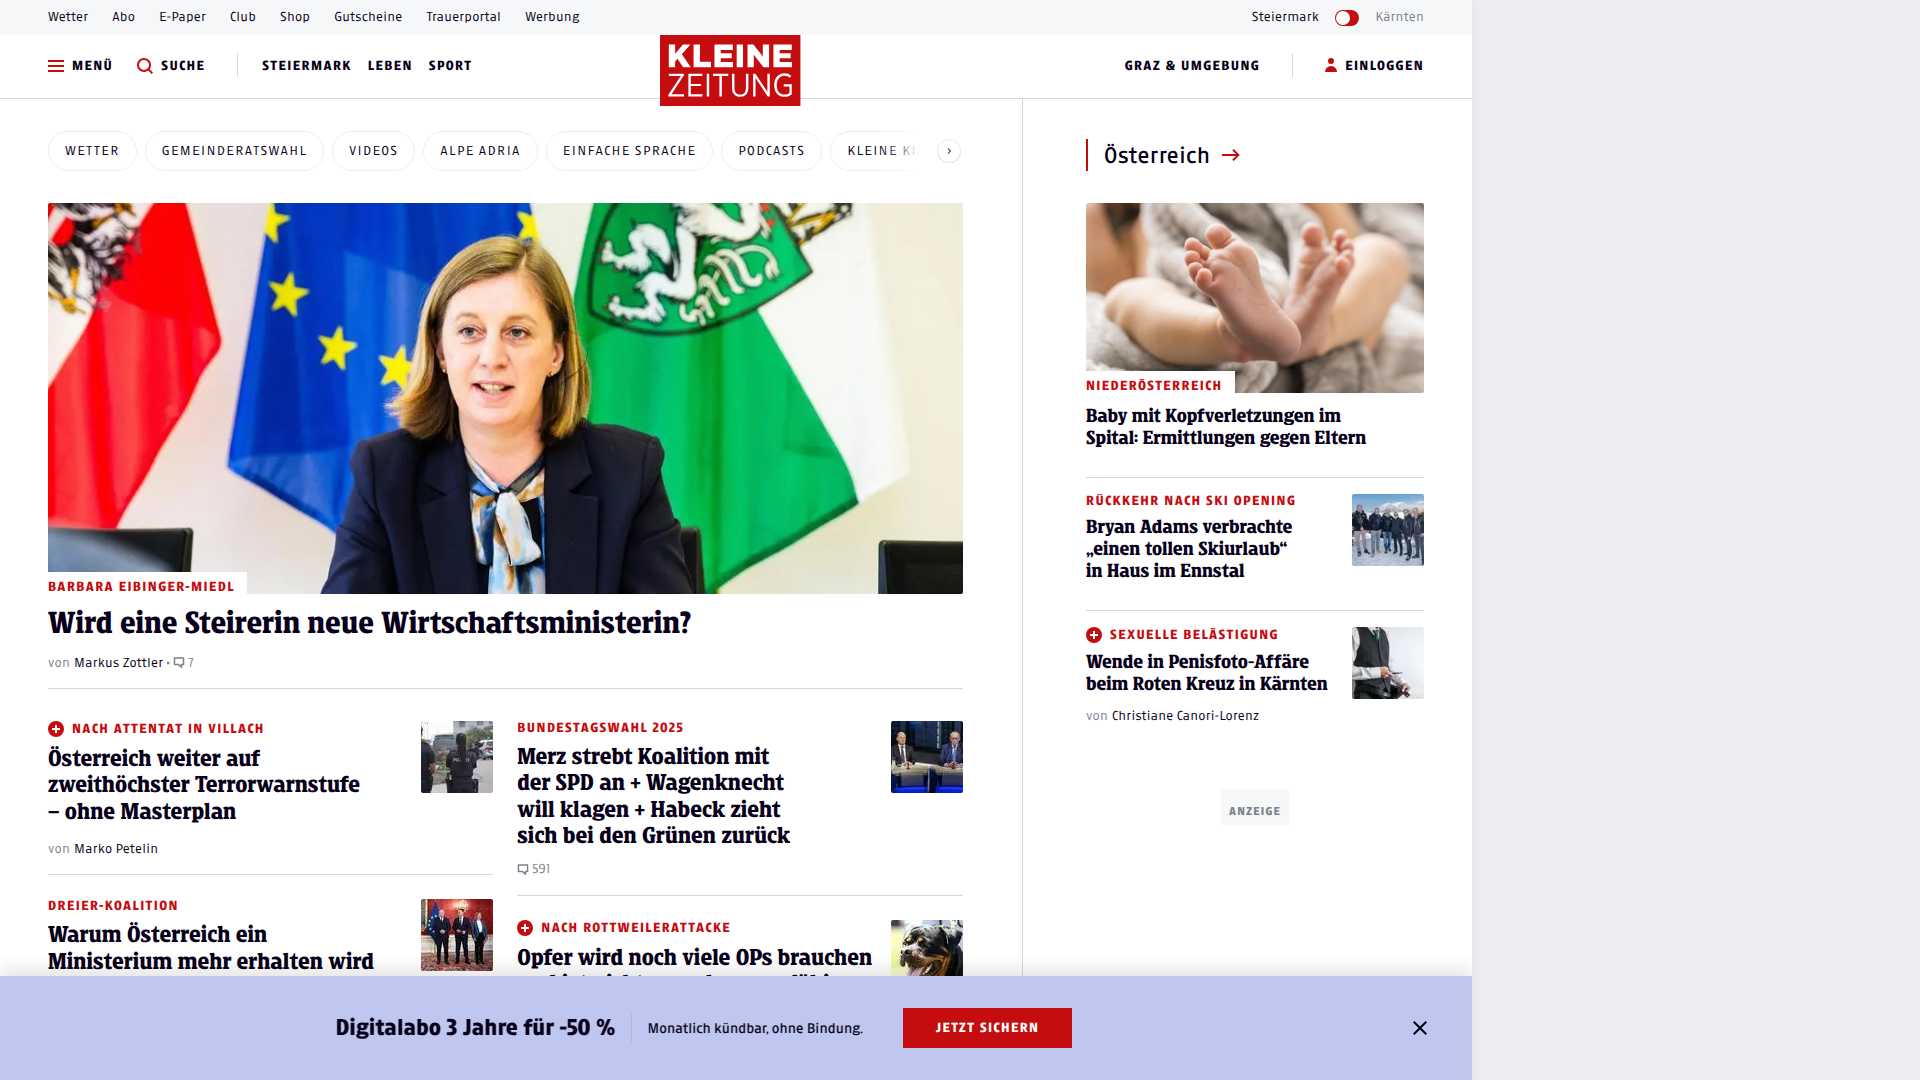 Wetter Abo E-Paper Club Shop Gutscheine Trauerportal Werbung Steiermark Kärnten
MENÜ SUCHE STEIERMARK LEBEN SPORT
KLEINE
ZEITUNG
GRAZ & UMGEBUNG EINLOGGEN
WETTER GEMEINDERATSWAHL VIDEOS ALPE ADRIA EINFACHE SPRACHE PODCASTS KLEINE
BARBARA EIBINGER-MIEDL
Wird eine Steirerin neue Wirtschaftsministerin?
von Markus Zottler • 7
NACH ATTENTAT IN VILLACH
Österreich weiter auf
zweithöchster Terrorwarnstufe
– ohne Masterplan
von Marko Petelin
DREIER-KOALITION
Warum Österreich ein
Ministerium mehr erhalten wird
BUNDESTAGSWAHL 2025
Merz strebt Koalition mit
der SPD an + Wagenknecht
will klagen + Habeck zieht
sich bei den Grünen zurück
591
NACH ROTTWEILERATTACKE
Opfer wird noch viele OPs brauchen
Österreich
NIEDERÖSTERREICH
Baby mit Kopfverletzungen im
Spital: Ermittlungen gegen Eltern
RÜCKKEHR NACH SKI OPENING
Bryan Adams verbrachte
„einen tollen Skiurlaub“
in Haus im Ennstal
SEXUELLE BELÄSTIGUNG
Wende in Penisfoto-Affäre
beim Roten Kreuz in Kärnten
von Christiane Canori-Lorenz
ANZEIGE
Digitalabo 3 Jahre für -50 %
Monatlich kündbar, ohne Bindung.
JETZT SICHERN